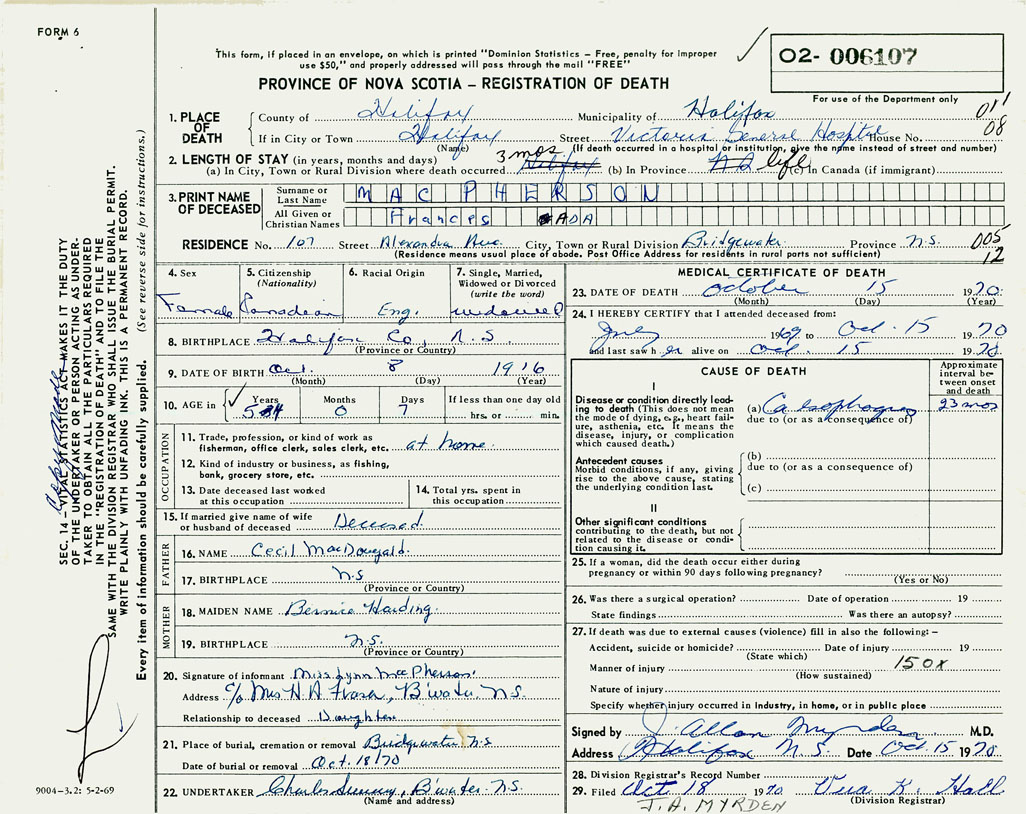 FORM 6
This form, if placed in an envelope, on which is printed "Dominion Statistics – Free, penalty for improper
use $50," and properly addressed will pass through the mail "FREE"
O2- 006107
For use of the Department only
PROVINCE OF NOVA SCOTIA – REGISTRATION OF DEATH
1. PLACE OF DEATH
County of Halifax Municipality of Halifax 011
If in City or Town Halifax Street Victoria General Hospital House No. 08
(Name) (If death occurred in a hospital or institution, give the name instead of street and number)
2. LENGTH OF STAY (in years, months and days)
(a) In City, Town or Rural Division where death occurred 3 mos Halifax (b) In Province life (c) in Canada (if immigrant)
3. PRINT NAME OF DECEASED
Surname or Last Name MAC PHERSON
All Given or Christian Names Frances ADA
RESIDENCE No. 107 Street Alexandra Ave. City, Town or Rural Division Bridgewater Province N.S. 005
12
(Residence means usual place of abode. Post Office Address for residents in rural parts not sufficient)
4. Sex Female
5. Citizenship (Nationality) Canadian
6. Racial Origin Eng.
7. Single, Married, Widowed or Divorced (write the word) widowed
8. BIRTHPLACE Halifax Co., N.S.
(Province or Country)
9. DATE OF BIRTH Oct. 8 1916
(Month) (Day) (Year)
10. AGE in Years 54 Months 0 Days 7 If less than one day old
hrs. or min.
OCCUPATION
11. Trade, profession, or kind of work as
fisherman, office clerk, sales clerk, etc. at home.
12. Kind of industry or business, as fishing,
bank, grocery store, etc.
13. Date deceased last worked
at this occupation
14. Total yrs. spent in
this occupation
15. If married give name of wife
or husband of deceased Deceased
FATHER
16. NAME Cecil MacDougald.
17. BIRTHPLACE N.S
(Province or Country)
MOTHER
18. MAIDEN NAME Bernice Harding.
19. BIRTHPLACE N.S.
(Province or Country)
20. Signature of informant Miss Lynn McPherson
Address c/o Mrs H A Fraser, B'water N.S.
Relationship to deceased Daughter
21. Place of burial, cremation or removal Bridgewater N.S
Date of burial or removal Oct. 18/70
22. UNDERTAKER Charles B'water N.S.
(Name and address)
MEDICAL CERTIFICATE OF DEATH
23. DATE OF DEATH October 15 1970
(Month) (Day) (Year)
24. I HEREBY CERTIFY that I attended deceased from:
July 1969 to Oct. 15 1970
and last saw her alive on Oct. 15 1970
CAUSE OF DEATH
Approximate interval between onset and death
I
Disease or condition directly leading to death (This does not mean the mode of dying, e.g., heart failure, asthenia, etc. It means the disease, injury, or complication which caused death.)
(a) Ca esophagus 23 mos
due to (or as a consequence of)
Antecedent causes
Morbid conditions, if any, giving rise to the above cause, stating the underlying condition last.
(b)
due to (or as a consequence of)
(c)
II
Other significant conditions
contributing to the death, but not related to the disease or condition causing it.
25. If a woman, did the death occur either during
pregnancy or within 90 days following pregnancy?
(Yes or No)
26. Was there a surgical operation? Date of operation 19
State findings Was there an autopsy?
27. If death was due to external causes (violence) fill in also the following: –
Accident, suicide or homicide? Date of injury 19
(State which)
Manner of injury 150X
(How sustained)
Nature of injury
Specify whether injury occurred in industry, in home, or in public place
Signed by J. Allan Myrden M.D.
Address Halifax N.S. Date Oct 15 1970
28. Division Registrar's Record Number
29. Filed Oct. 18 1970 Vera K. Hall
(Division Registrar)
J.A. MYRDEN
SEC. 14 – VITAL STATISTICS ACT – MAKES IT THE DUTY
OF THE UNDERTAKER OR PERSON ACTING AS UNDER-
TAKER TO OBTAIN ALL THE PARTICULARS REQUIRED
IN THE "REGISTRATION OF DEATH" AND TO FILE THE
SAME WITH THE DIVISION REGISTRAR WHO SHALL ISSUE THE BURIAL PERMIT.
WRITE PLAINLY WITH UNFADING INK. THIS IS A PERMANENT RECORD.
Every item of information should be carefully supplied. (See reverse side for instructions.)
9004-3.2: 5-2-69